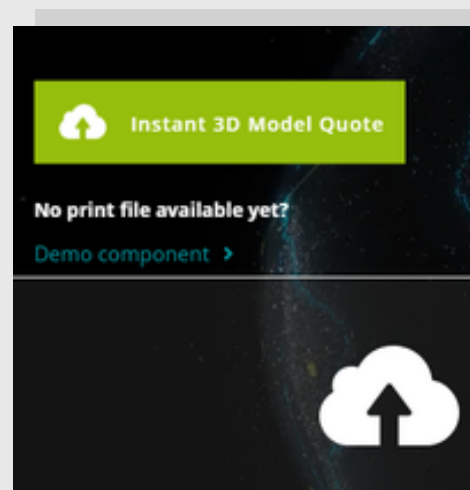 Instant 3D Model Quote
No print file available yet?
Demo component